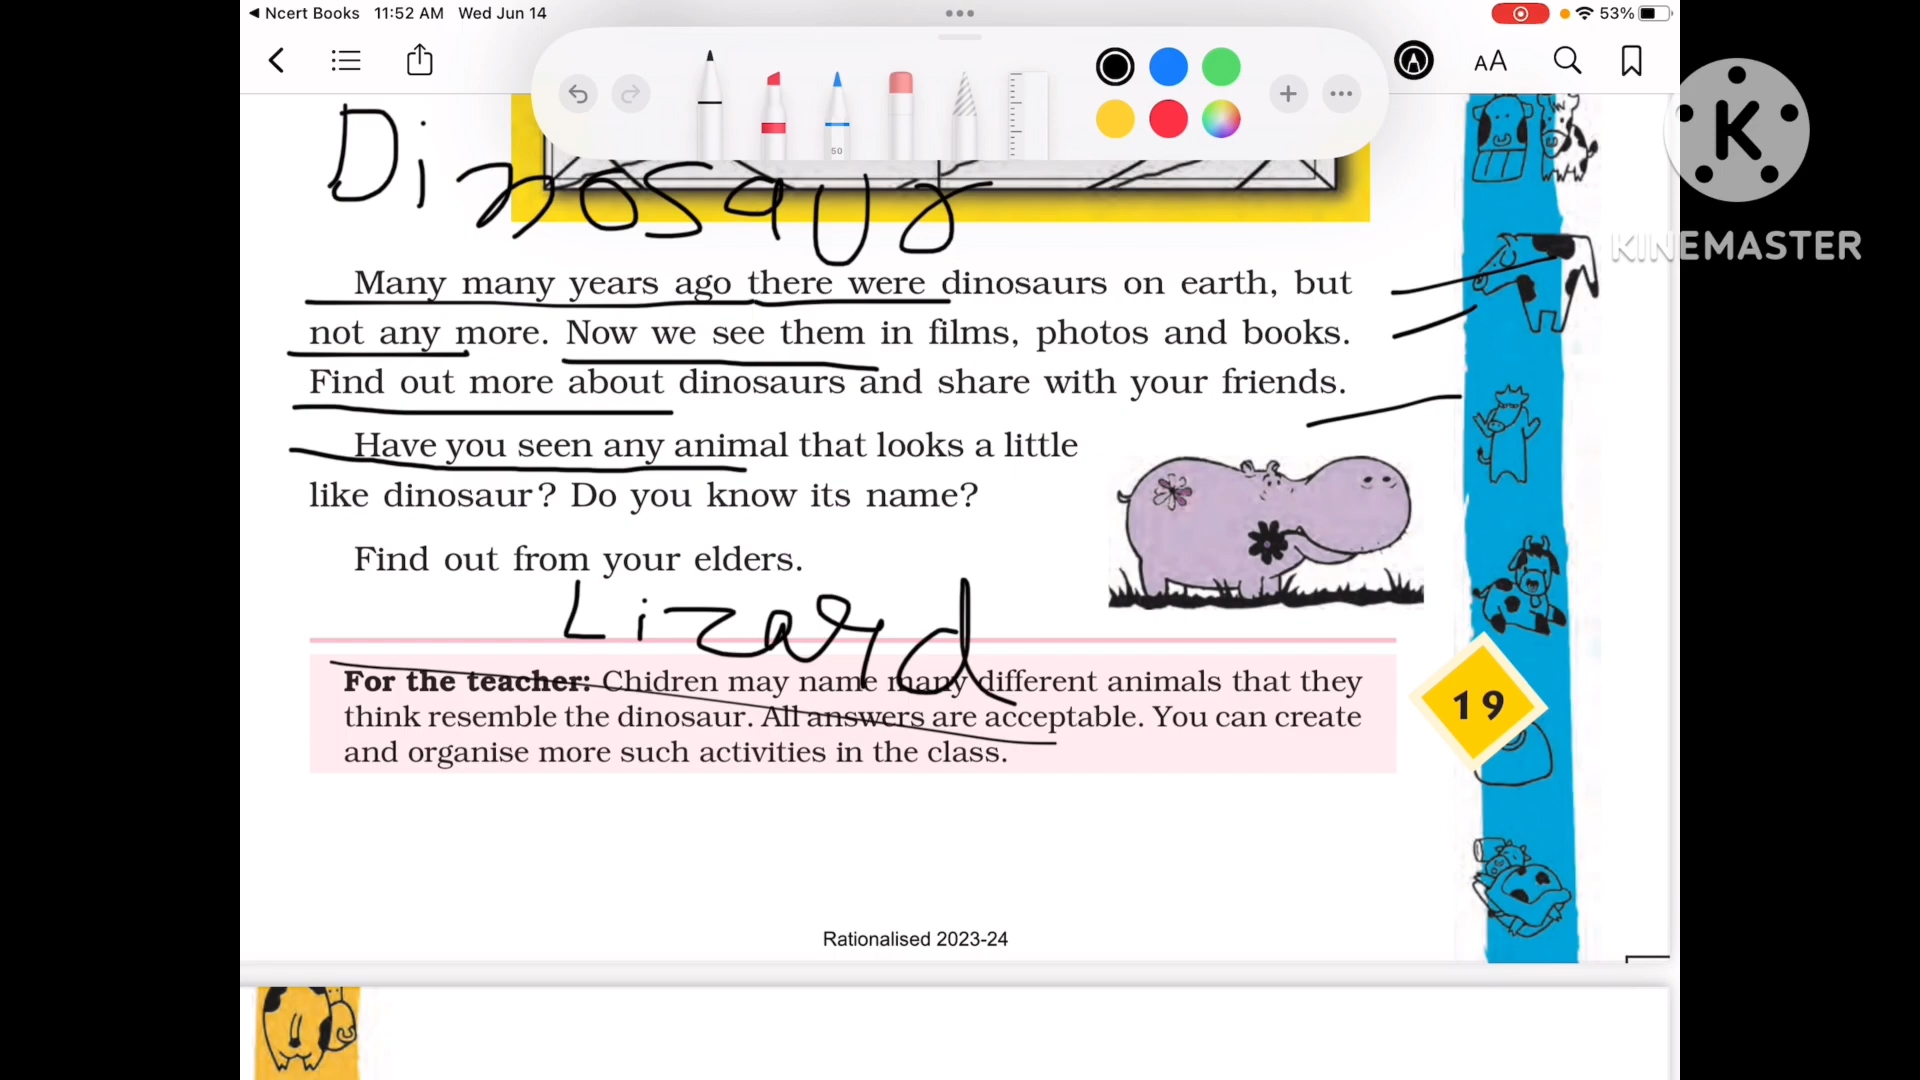 Ncert Books 11:52 AM Wed Jun 14
53%
AA
50
K
KINEMASTER
Dinosaur
Many many years ago there were dinosaurs on earth, but
not any more. Now we see them in films, photos and books.
Find out more about dinosaurs and share with your friends.
Have you seen any animal that looks a little
like dinosaur? Do you know its name?
Find out from your elders.
Lizard
For the teacher: Chidren may name many different animals that they
think resemble the dinosaur. All answers are acceptable. You can create
and organise more such activities in the class.
19
Rationalised 2023-24